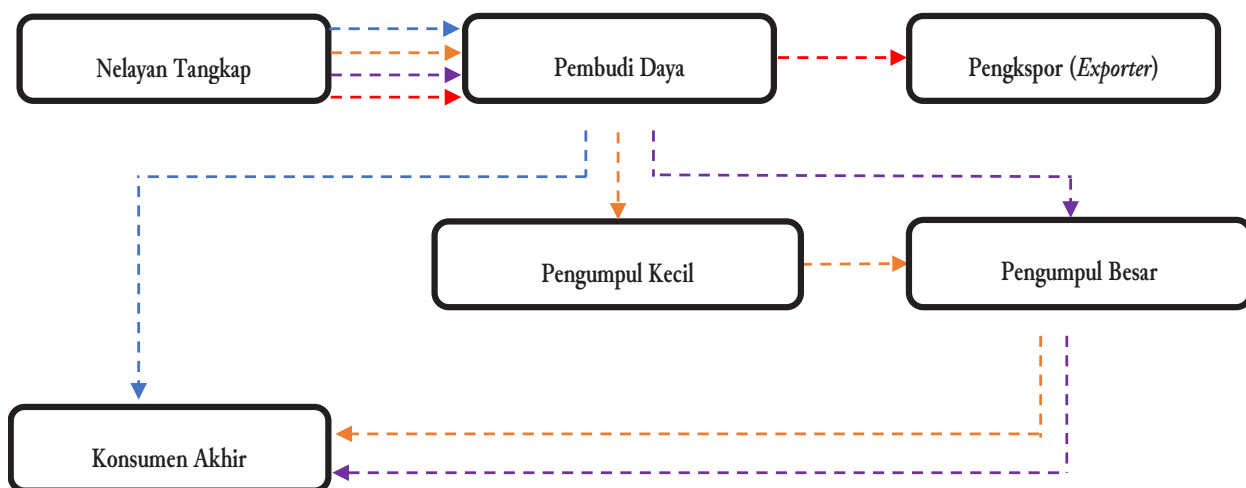 Nelayan Tangkap
Pembudi Daya
Pengkspor (Exporter)
Pengumpul Kecil
Pengumpul Besar
Konsumen Akhir